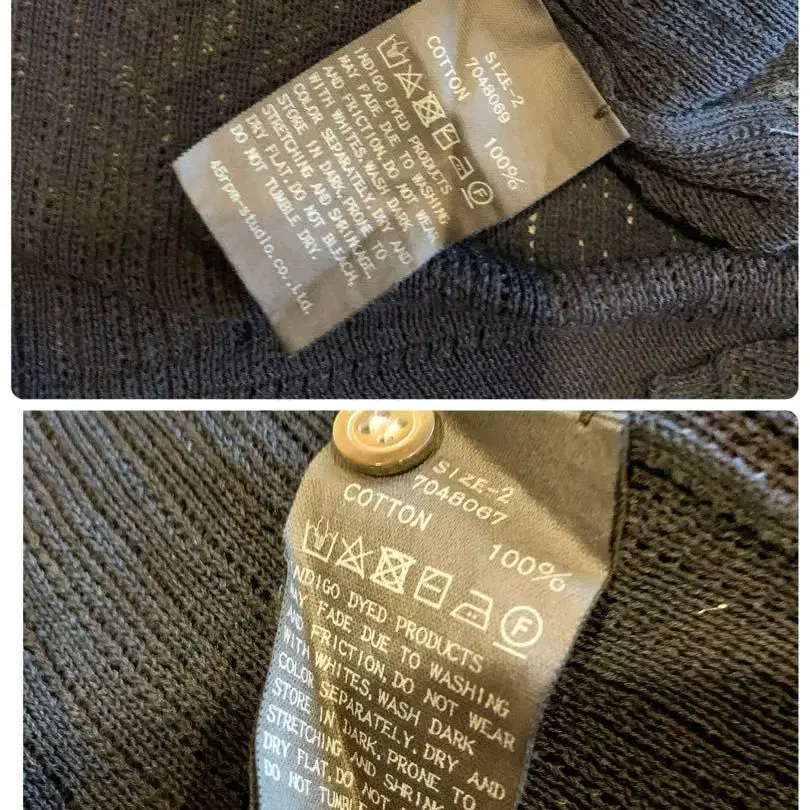 SIZE-2
7048069
COTTON 100%
INDIGO DYED PRODUCTS
MAY FADE DUE TO WASHING
AND FRICTION, DO NOT WEAR
WITH WHITES, WASH DARK
COLOR SEPARATELY, DRY AND
STORE IN DARK, PRONE TO
STRETCHING AND SHRINKAGE.
DRY FLAT, DO NOT BLEACH,
DO NOT TUMBLE DRY.
45rpm-studio.co.,ltd.
SIZE-2
7048067
COTTON 100%
F
NDIGO DYED PRODUCTS
Y FADE DUE TO WASHING
ND FRICTION, DO NOT WEAR
WITH WHITES, WASH DARK
COLOR SEPARATELY, DRY AND
STORE IN DARK, PRONE TO
STRETCHING AND SHRINK
DRY FLAT, DO NOT
DO NOT TUMBL